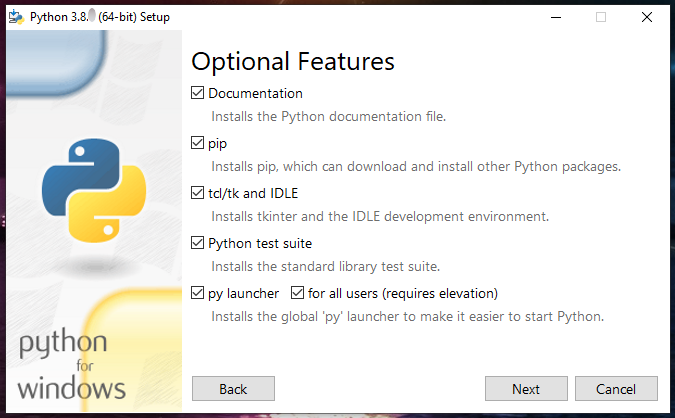 Python 3.8. (64-bit) Setup
Optional Features
Documentation
Installs the Python documentation file.
pip
Installs pip, which can download and install other Python packages.
tcl/tk and IDLE
Installs tkinter and the IDLE development environment.
Python test suite
Installs the standard library test suite.
py launcher for all users (requires elevation)
Installs the global 'py' launcher to make it easier to start Python.
python
for
windows
Back Next Cancel